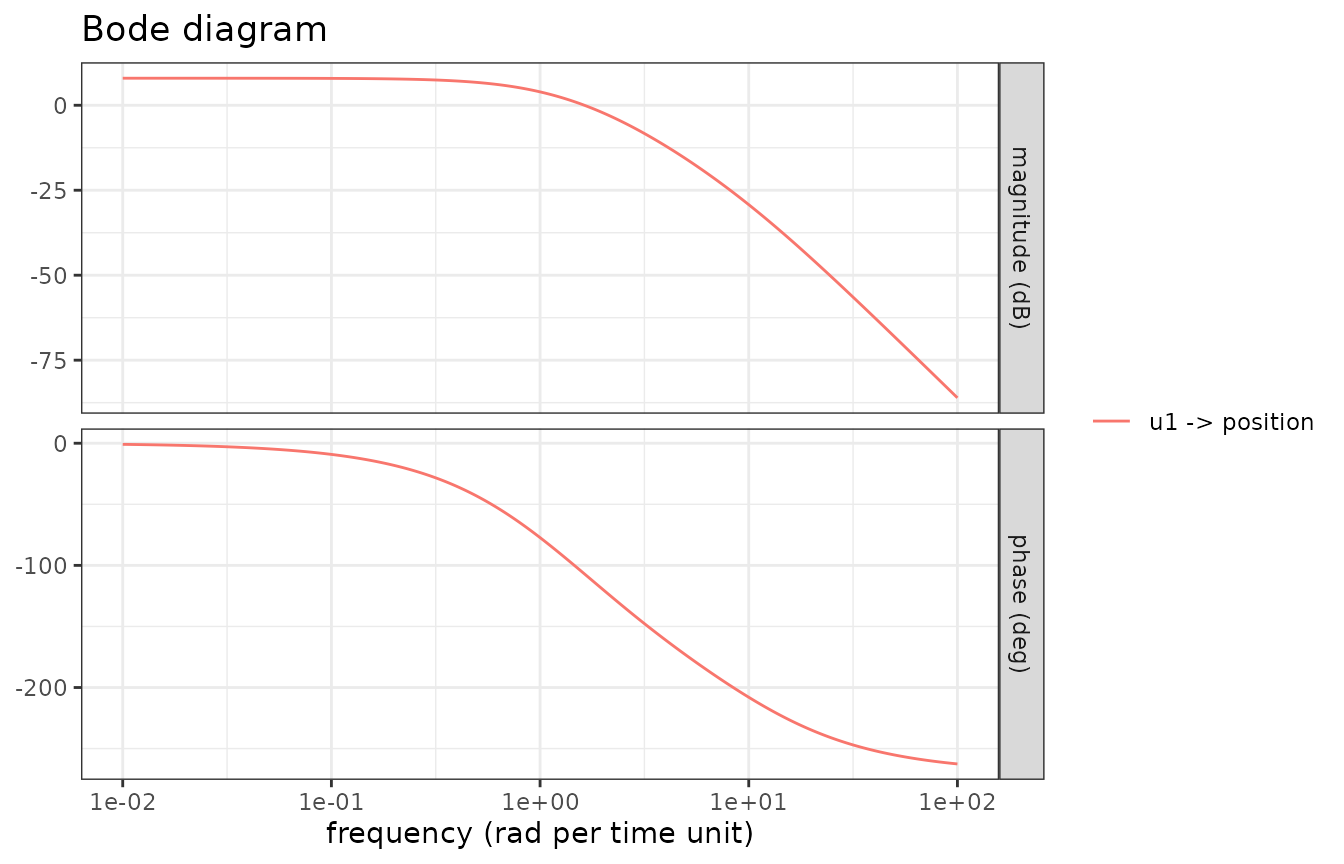 Bode diagram
0
-25
-50
-75
magnitude (dB)
0
-100
-200
phase (deg)
1e-02 1e-01 1e+00 1e+01 1e+02
frequency (rad per time unit)
u1 -> position